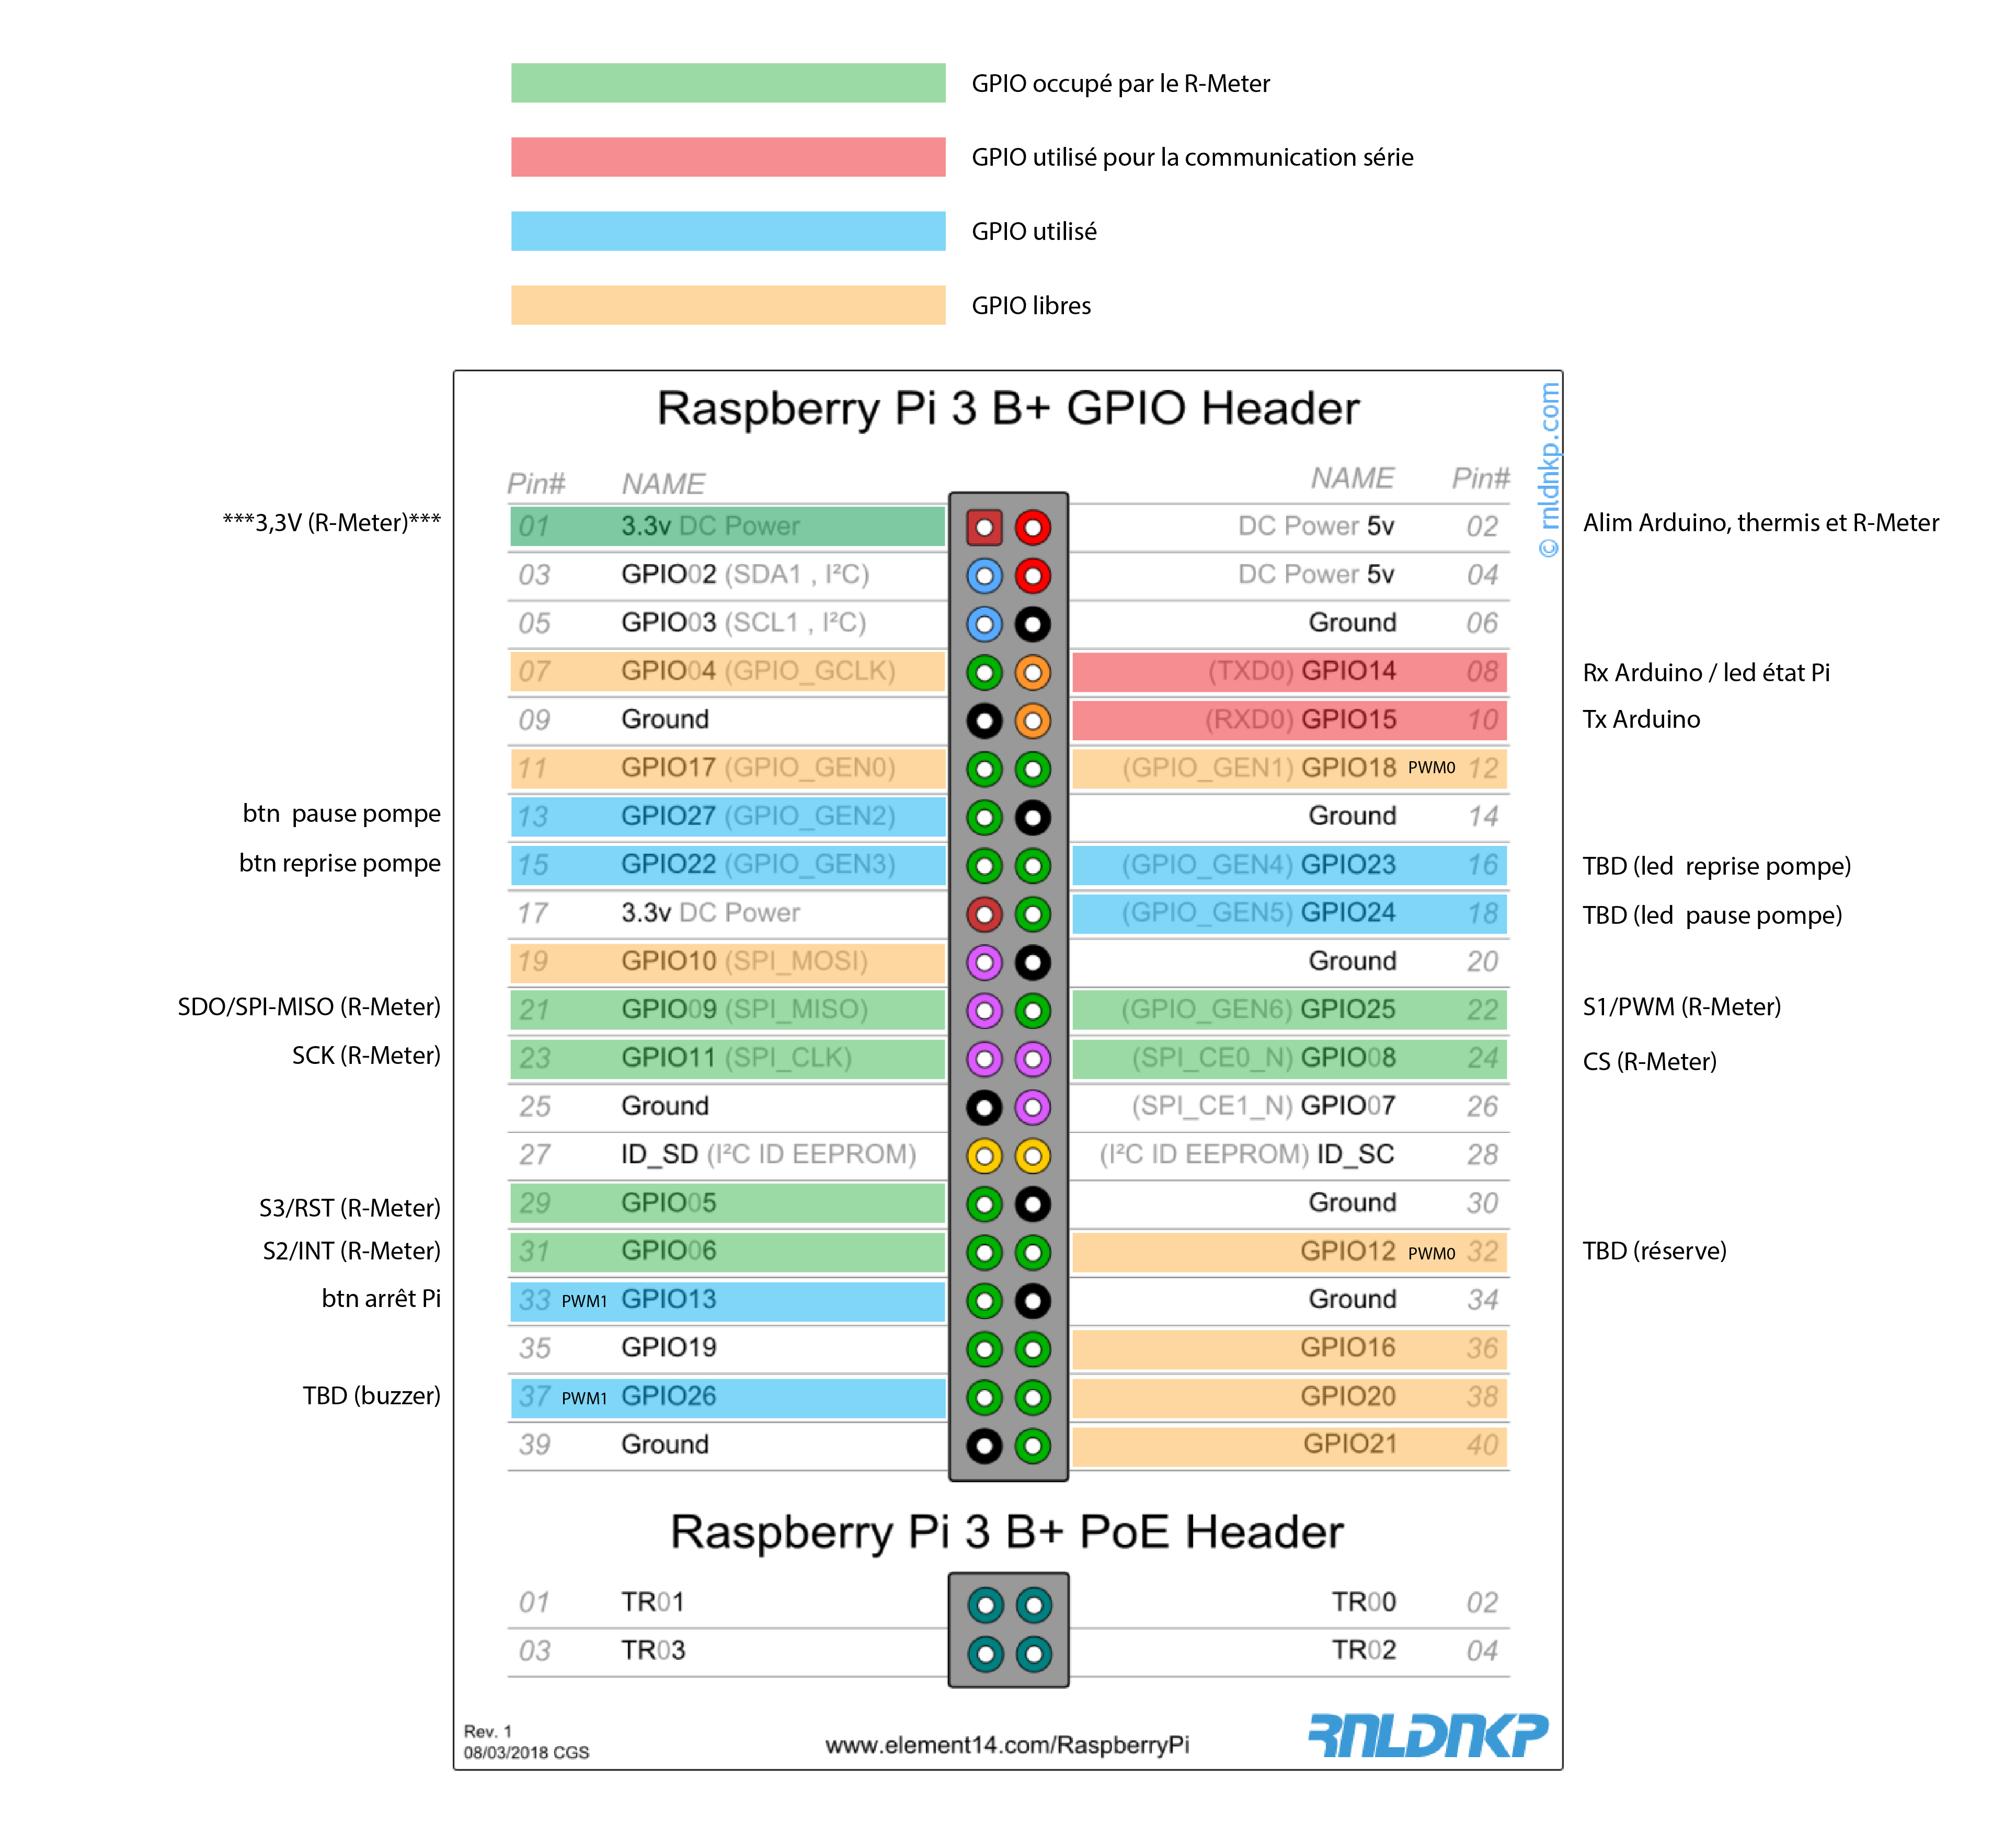 GPIO occupé par le R-Meter
GPIO utilisé pour la communication série
GPIO utilisé
GPIO libres
Raspberry Pi 3 B+ GPIO Header
© rnldnkp.com
Pin# NAME NAME Pin#
***3,3V (R-Meter)*** 01 3.3v DC Power DC Power 5v 02 Alim Arduino, thermis et R-Meter
03 GPIO02 (SDA1 , I²C) DC Power 5v 04
05 GPIO03 (SCL1 , I²C) Ground 06
07 GPIO04 (GPIO_GCLK) (TXD0) GPIO14 08 Rx Arduino / led état Pi
09 Ground (RXD0) GPIO15 10 Tx Arduino
11 GPIO17 (GPIO_GEN0) (GPIO_GEN1) GPIO18 PWM0 12
btn pause pompe 13 GPIO27 (GPIO_GEN2) Ground 14
btn reprise pompe 15 GPIO22 (GPIO_GEN3) (GPIO_GEN4) GPIO23 16 TBD (led reprise pompe)
17 3.3v DC Power (GPIO_GEN5) GPIO24 18 TBD (led pause pompe)
19 GPIO10 (SPI_MOSI) Ground 20
SDO/SPI-MISO (R-Meter) 21 GPIO09 (SPI_MISO) (GPIO_GEN6) GPIO25 22 S1/PWM (R-Meter)
SCK (R-Meter) 23 GPIO11 (SPI_CLK) (SPI_CE0_N) GPIO08 24 CS (R-Meter)
25 Ground (SPI_CE1_N) GPIO07 26
27 ID_SD (I²C ID EEPROM) (I²C ID EEPROM) ID_SC 28
S3/RST (R-Meter) 29 GPIO05 Ground 30
S2/INT (R-Meter) 31 GPIO06 GPIO12 PWM0 32 TBD (réserve)
btn arrêt Pi 33 PWM1 GPIO13 Ground 34
35 GPIO19 GPIO16 36
TBD (buzzer) 37 PWM1 GPIO26 GPIO20 38
39 Ground GPIO21 40
Raspberry Pi 3 B+ PoE Header
01 TR01 TR00 02
03 TR03 TR02 04
Rev. 1
08/03/2018 CGS
www.element14.com/RaspberryPi
RNLDNKP